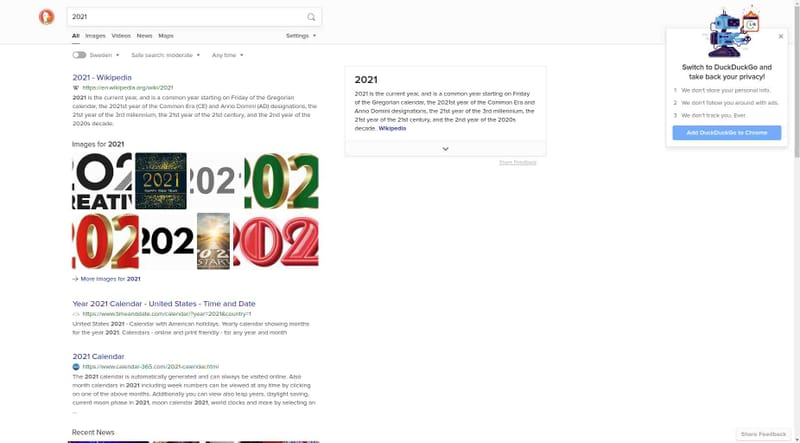 2021
All Images Videos News Maps Settings
Sweden Safe search: moderate Any time
2021 - Wikipedia
https://en.wikipedia.org/wiki/2021
2021 is the current year, and is a common year starting on Friday of the Gregorian
calendar, the 2021st year of the Common Era (CE) and Anno Domini (AD) designations, the
21st year of the 3rd millennium, the 21st year of the 21st century, and the 2nd year of the
2020s decade.
Images for 2021
2021
HAPPY NEW YEAR
202
START
More Images for 2021
Year 2021 Calendar - United States - Time and Date
https://www.timeanddate.com/calendar/?year=2021&country=1
United States 2021 - Calendar with American holidays. Yearly calendar showing months
for the year 2021. Calendars - online and print friendly - for any year and month
2021 Calendar
https://www.calendar-365.com/2021-calendar.html
The 2021 calendar is automatically generated and can always be visited online. Also
month calendars in 2021 including week numbers can be viewed at any time by clicking
on one of the above months. Additionally you can view also leap years, daylight saving,
current moon phase in 2021, moon calendar 2021, world clocks and more by selecting an
...
Recent News
2021
2021 is the current year, and is a common year starting on Friday of
the Gregorian calendar, the 2021st year of the Common Era and
Anno Domini designations, the 21st year of the 3rd millennium, the
21st year of the 21st century, and the 2nd year of the 2020s
decade. Wikipedia
Share Feedback
Switch to DuckDuckGo and
take back your privacy!
1 We don't store your personal info.
2 We don't follow you around with ads.
3 We don't track you. Ever.
Add DuckDuckGo to Chrome
Share Feedback